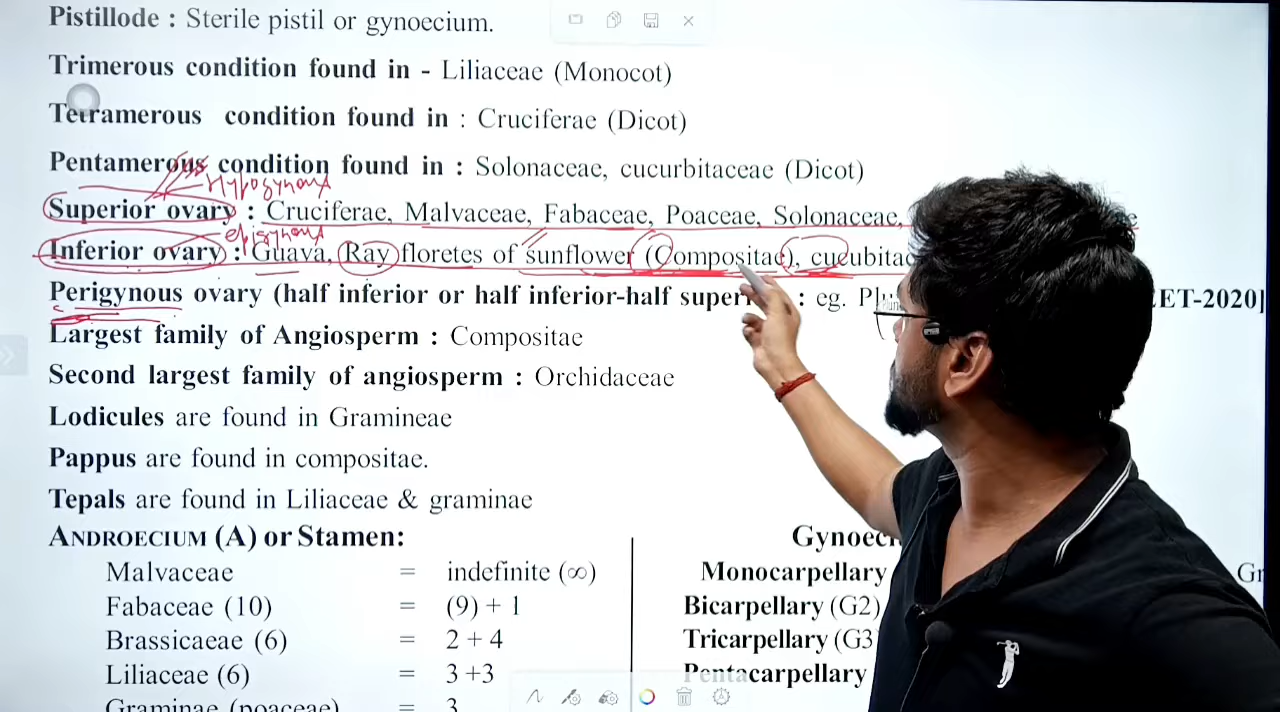 Pistillode : Sterile pistil or gynoecium.
Trimerous condition found in - Liliaceae (Monocot)
Tetramerous condition found in : Cruciferae (Dicot)
Pentamerous condition found in : Solonaceae, cucurbitaceae (Dicot)
Hypogynous
Superior ovary : Cruciferae, Malvaceae, Fabaceae, Poaceae, Solonaceae,
epigynous
Inferior ovary : Guava, Ray floretes of sunflower (Compositae), cucubitac
Perigynous ovary (half inferior or half inferior-half superi : eg. Pl ET-2020]
Largest family of Angiosperm : Compositae
Second largest family of angiosperm : Orchidaceae
Lodicules are found in Gramineae
Pappus are found in compositae.
Tepals are found in Liliaceae & graminae
ANDROECIUM (A) or Stamen:
Malvaceae = indefinite (∞)
Fabaceae (10) = (9) + 1
Brassicaeae (6) = 2 + 4
Liliaceae (6) = 3 +3
Graminae (poaceae) = 3
Gynoeci
Monocarpellary Gr
Bicarpellary (G2)
Tricarpellary (G3
Pentacarpellary